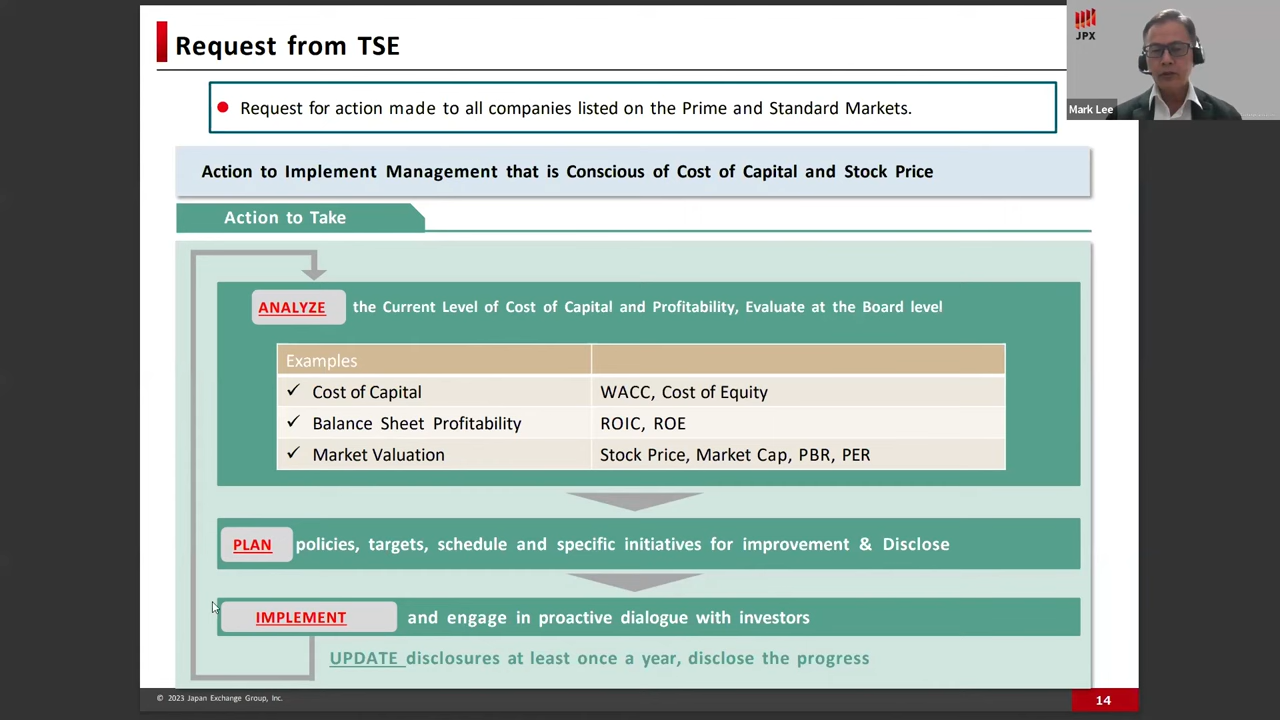 Request from TSE
JPX
Mark Lee
Request for action made to all companies listed on the Prime and Standard Markets.
Action to Implement Management that is Conscious of Cost of Capital and Stock Price
Action to Take
ANALYZE the Current Level of Cost of Capital and Profitability, Evaluate at the Board level
Examples
✓ Cost of Capital WACC, Cost of Equity
✓ Balance Sheet Profitability ROIC, ROE
✓ Market Valuation Stock Price, Market Cap, PBR, PER
PLAN policies, targets, schedule and specific initiatives for improvement & Disclose
IMPLEMENT and engage in proactive dialogue with investors
UPDATE disclosures at least once a year, disclose the progress
© 2023 Japan Exchange Group, Inc.
14